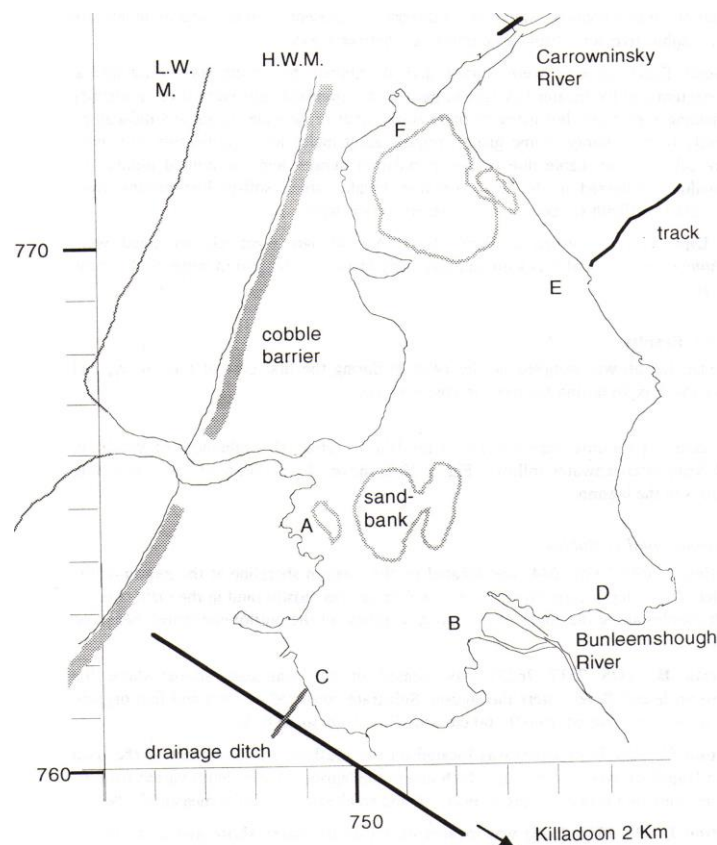 L.W.
M.
H.W.M.
Carrowninsky
River
F
770
track
E
cobble
barrier
sand-
bank
A
D
B
Bunleemshough
River
C
drainage ditch
760
750
Killadoon 2 Km